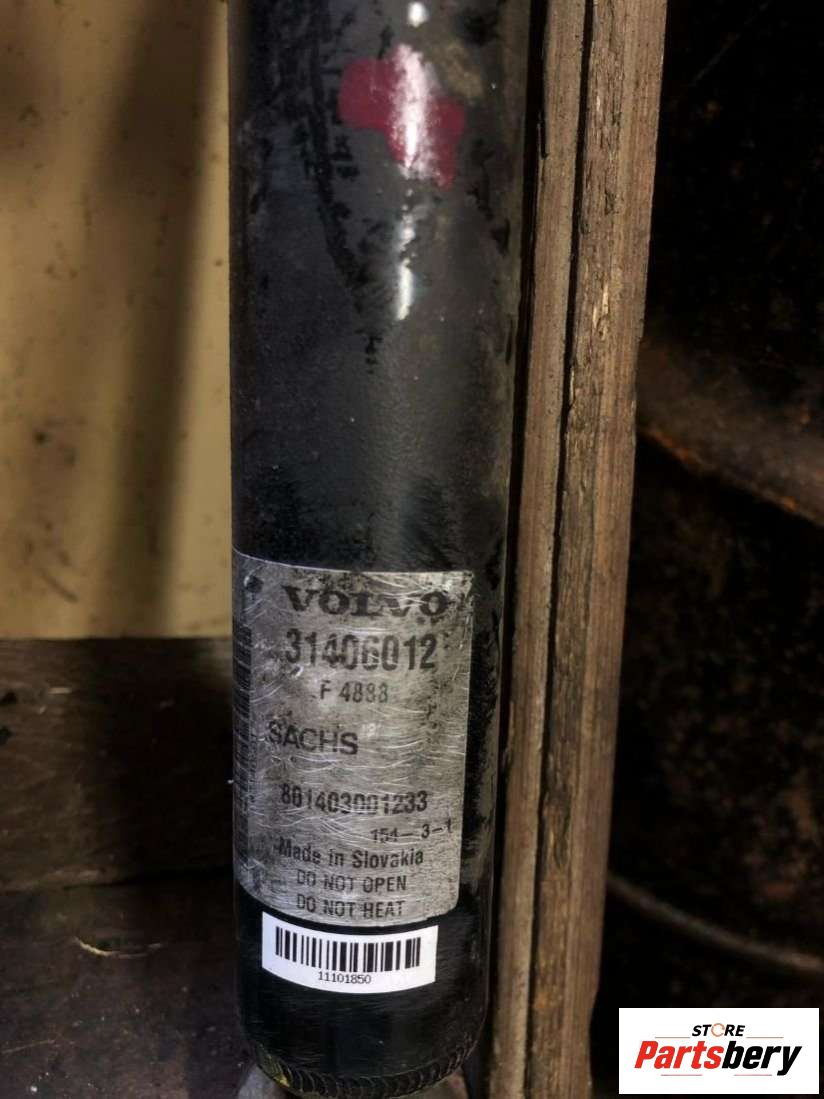 VOLVO
31406012
F 4888
SACHS
801403001233
151-3-1
Made in Slovakia
DO NOT OPEN
DO NOT HEAT
11101850
STORE
Partsbery